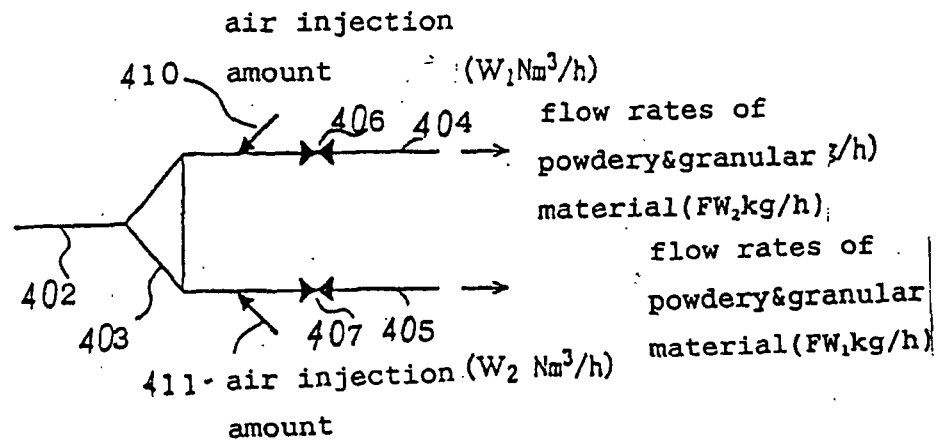 air injection
amount (W₁Nm³/h)
410
406
404
flow rates of
powdery&granular
/h)
material(FW₂kg/h)
402
403
flow rates of
powdery&granular
material(FW₁kg/h)
407
405
411
air injection (W₂ Nm³/h)
amount